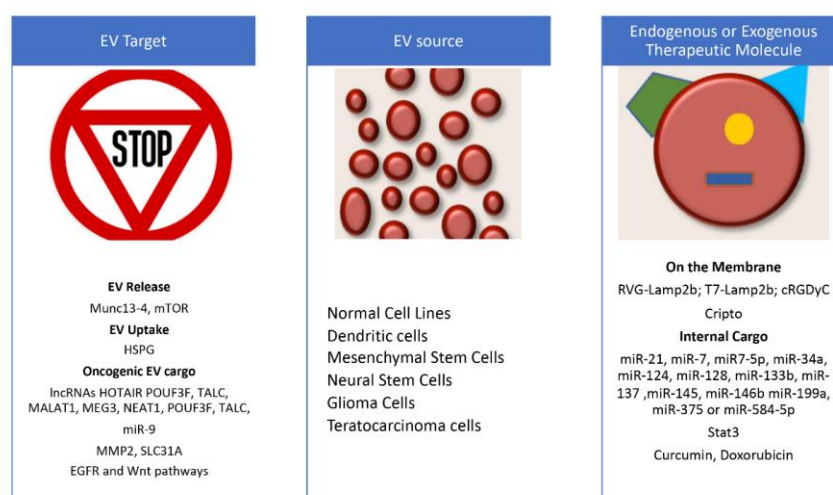 EV Target
STOP
EV Release
Munc13-4, mTOR
EV Uptake
HSPG
Oncogenic EV cargo
lncRNAs HOTAIR POUF3F, TALC,
MALAT1, MEG3, NEAT1, POUF3F, TALC,
miR-9
MMP2, SLC31A
EGFR and Wnt pathways
EV source
Normal Cell Lines
Dendritic cells
Mesenchymal Stem Cells
Neural Stem Cells
Glioma Cells
Teratocarcinoma cells
Endogenous or Exogenous
Therapeutic Molecule
On the Membrane
RVG-Lamp2b; T7-Lamp2b; cRGDyC
Cripto
Internal Cargo
miR-21, miR-7, miR7-5p, miR-34a,
miR-124, miR-128, miR-133b, miR-
137 ,miR-145, miR-146b miR-199a,
miR-375 or miR-584-5p
Stat3
Curcumin, Doxorubicin